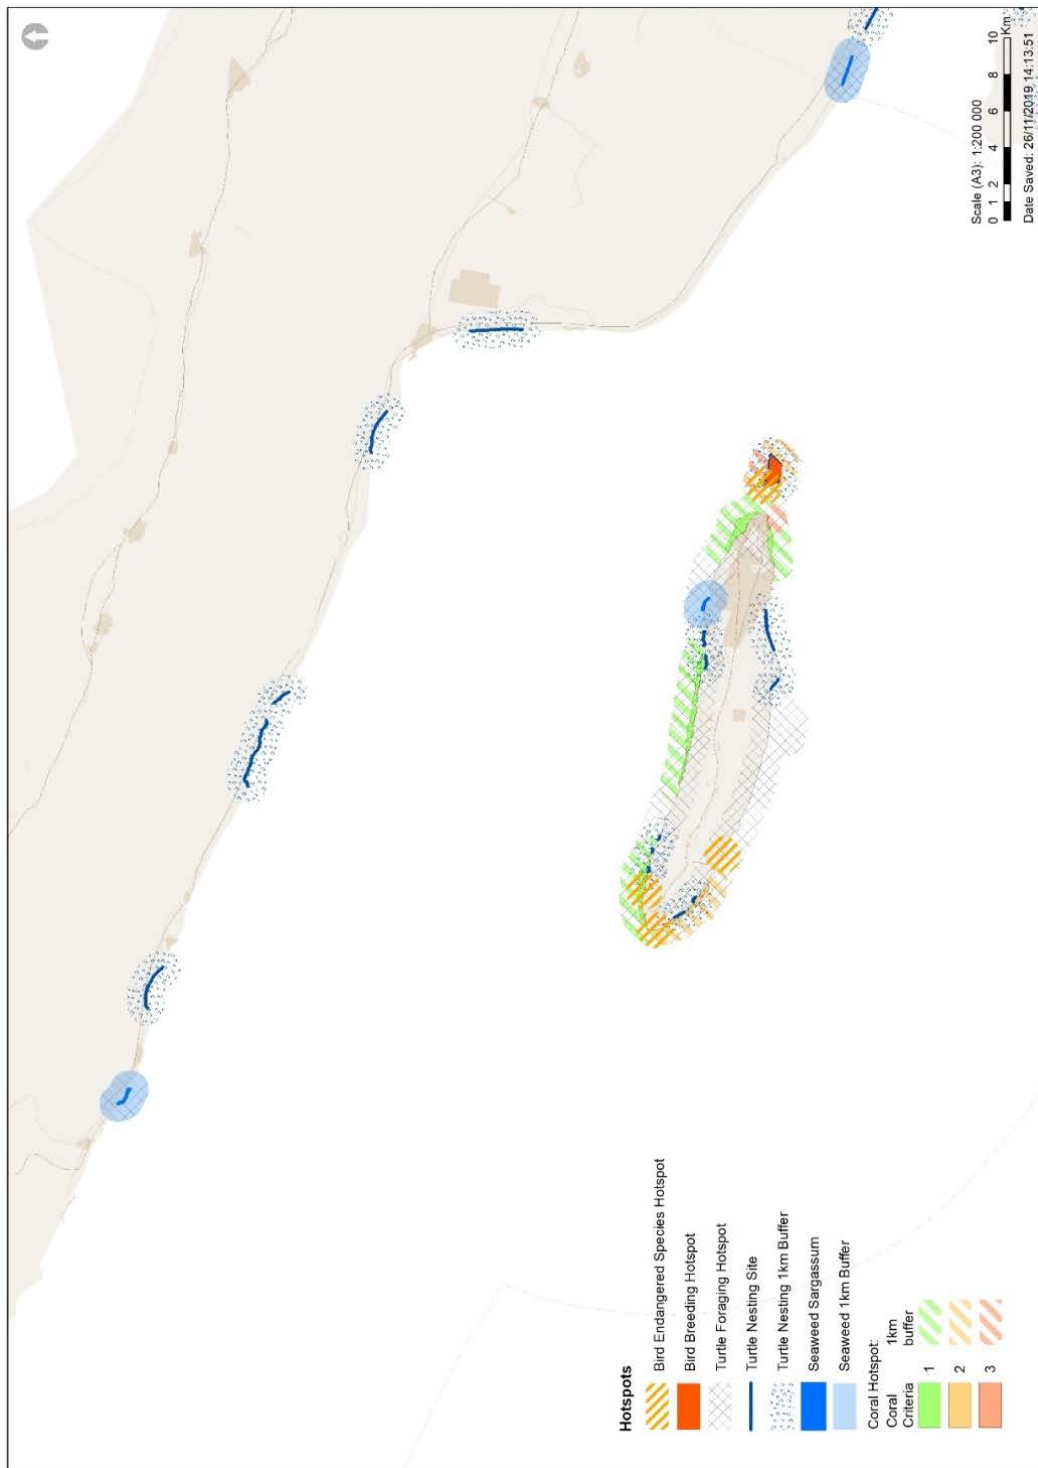 Scale (A3): 1:200 000
0 1 2 4 6 8 10
Km
Date Saved: 26/11/2019 14:13:51
Hotspots
Bird Endangered Species Hotspot
Bird Breeding Hotspot
Turtle Foraging Hotspot
Turtle Nesting Site
Turtle Nesting 1km Buffer
Seaweed Sargassum
Seaweed 1km Buffer
Coral Hotspot:
Coral Criteria
1km buffer
1
2
3